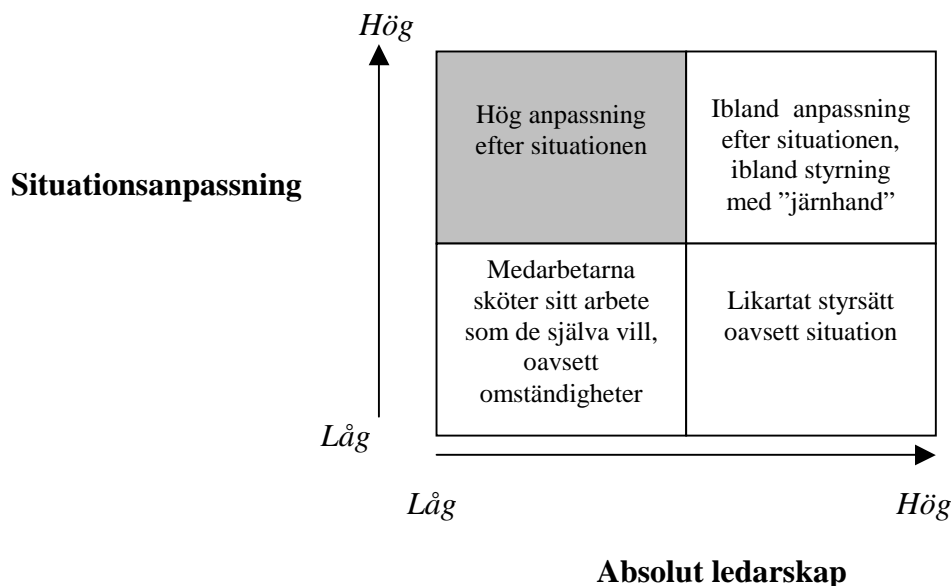 Hög
Hög anpassning
efter situationen
Ibland anpassning
efter situationen,
ibland styrning
med ”järnhand”
Situationsanpassning
Medarbetarna
sköter sitt arbete
som de själva vill,
oavsett
omständigheter
Likartat styrsätt
oavsett situation
Låg
Låg
Hög
Absolut ledarskap